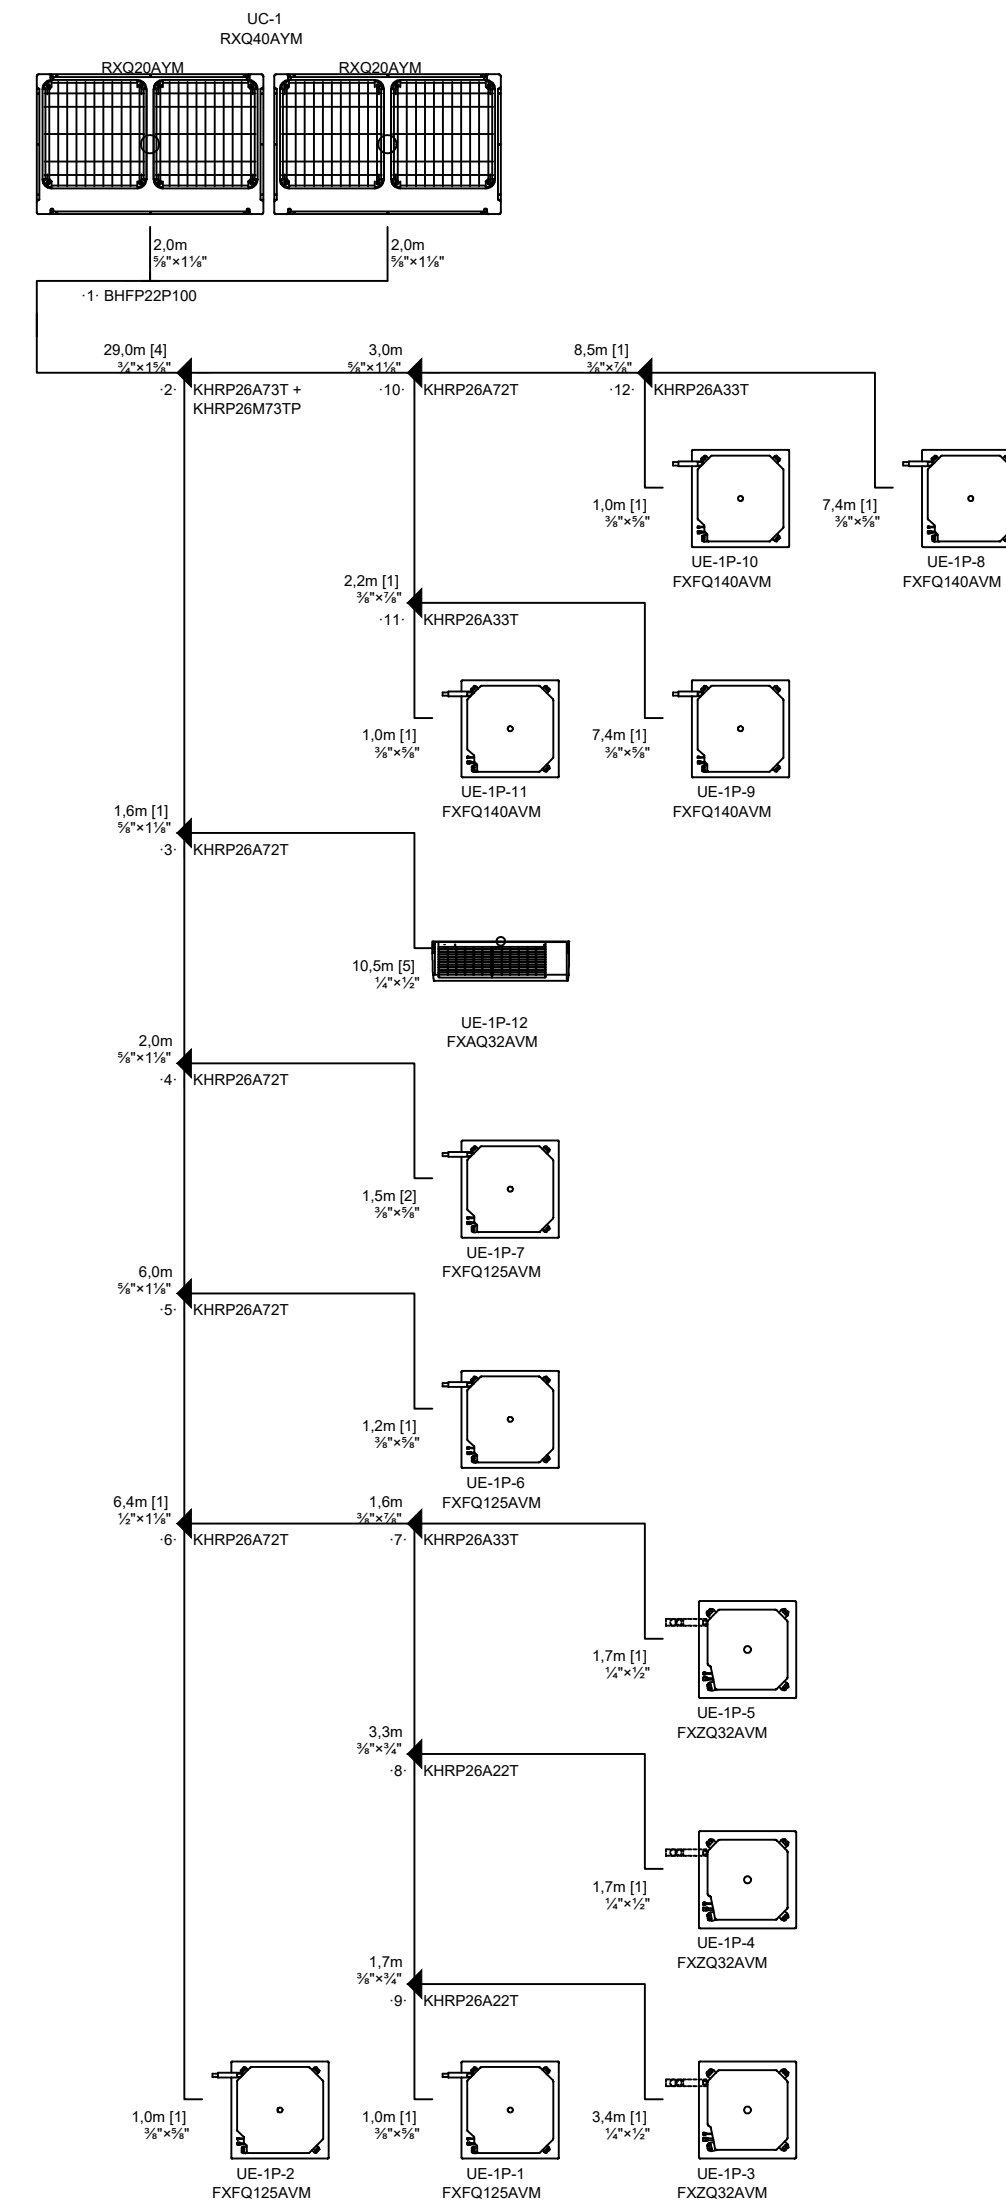 UC-1
RXQ40AYM
RXQ20AYM
RXQ20AYM
2,0m
⅝"×1⅛"
2,0m
⅝"×1⅛"
·1· BHFP22P100
29,0m [4]
¾"×1⅝"
·2· KHRP26A73T +
KHRP26M73TP
3,0m
⅝"×1⅛"
·10· KHRP26A72T
8,5m [1]
⅜"×⅞"
·12· KHRP26A33T
1,0m [1]
⅜"×⅝"
UE-1P-10
FXFQ140AVM
7,4m [1]
⅜"×⅝"
UE-1P-8
FXFQ140AVM
2,2m [1]
⅜"×⅞"
·11· KHRP26A33T
1,0m [1]
⅜"×⅝"
UE-1P-11
FXFQ140AVM
7,4m [1]
⅜"×⅝"
UE-1P-9
FXFQ140AVM
1,6m [1]
⅝"×1⅛"
·3· KHRP26A72T
10,5m [5]
¼"×½"
UE-1P-12
FXAQ32AVM
2,0m
⅝"×1⅛"
·4· KHRP26A72T
1,5m [2]
⅜"×⅝"
UE-1P-7
FXFQ125AVM
6,0m
⅝"×1⅛"
·5· KHRP26A72T
1,2m [1]
⅜"×⅝"
UE-1P-6
FXFQ125AVM
6,4m [1]
½"×1⅛"
·6· KHRP26A72T
1,6m
⅜"×⅞"
·7· KHRP26A33T
1,7m [1]
¼"×½"
UE-1P-5
FXZQ32AVM
3,3m
⅜"×¾"
·8· KHRP26A22T
1,7m [1]
¼"×½"
UE-1P-4
FXZQ32AVM
1,7m
⅜"×¾"
·9· KHRP26A22T
1,0m [1]
⅜"×⅝"
UE-1P-2
FXFQ125AVM
1,0m [1]
⅜"×⅝"
UE-1P-1
FXFQ125AVM
3,4m [1]
¼"×½"
UE-1P-3
FXZQ32AVM